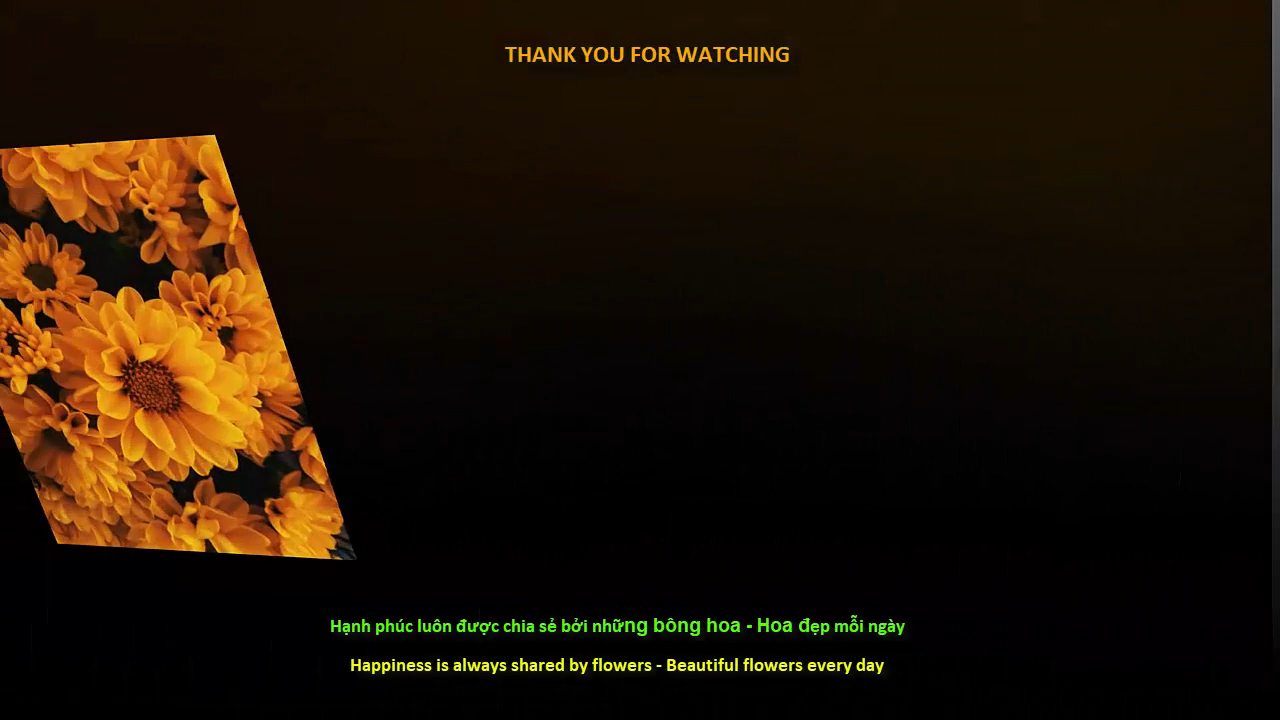 THANK YOU FOR WATCHING
Hạnh phúc luôn được chia sẻ bởi những bông hoa - Hoa đẹp mỗi ngày
Happiness is always shared by flowers - Beautiful flowers every day